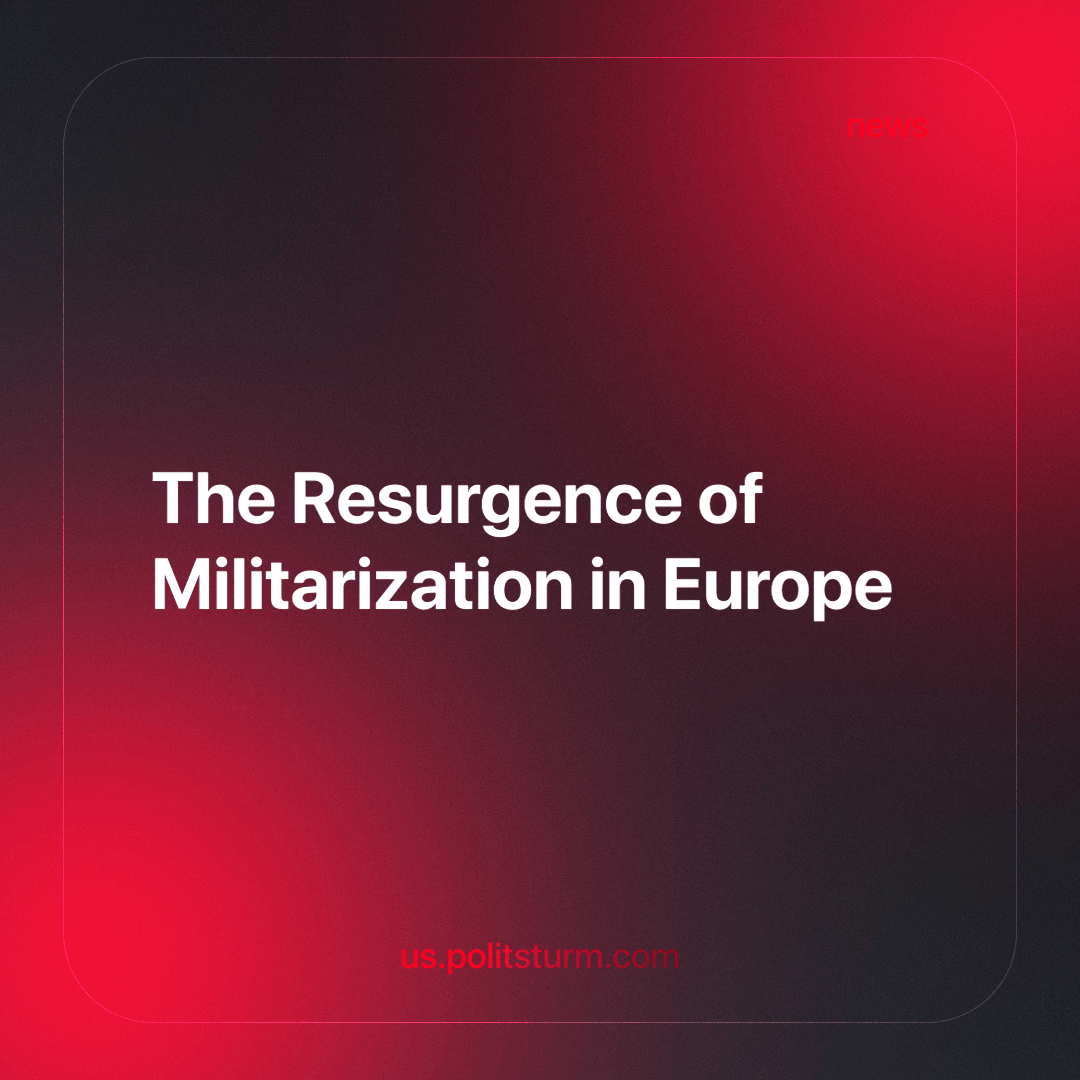 news
The Resurgence of
Militarization in Europe
us.politsturm.com